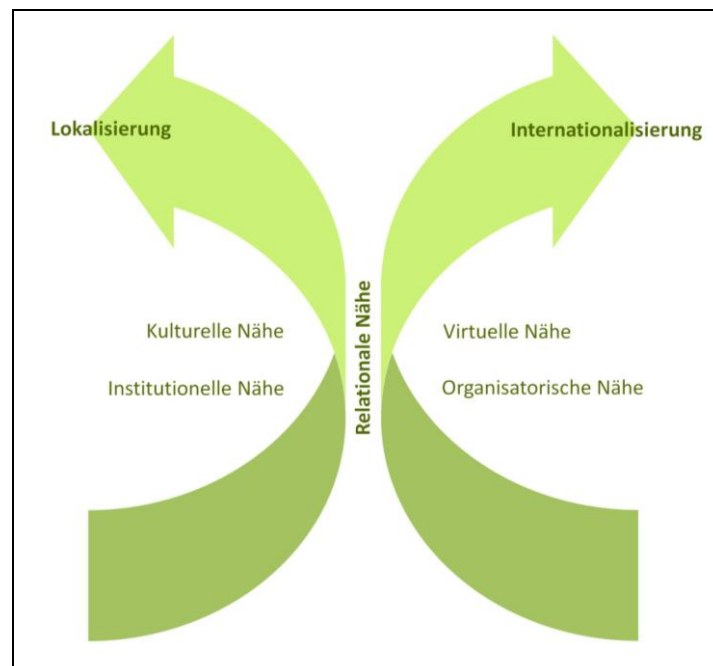 Lokalisierung
Internationalisierung
Relationale Nähe
Kulturelle Nähe
Virtuelle Nähe
Institutionelle Nähe
Organisatorische Nähe